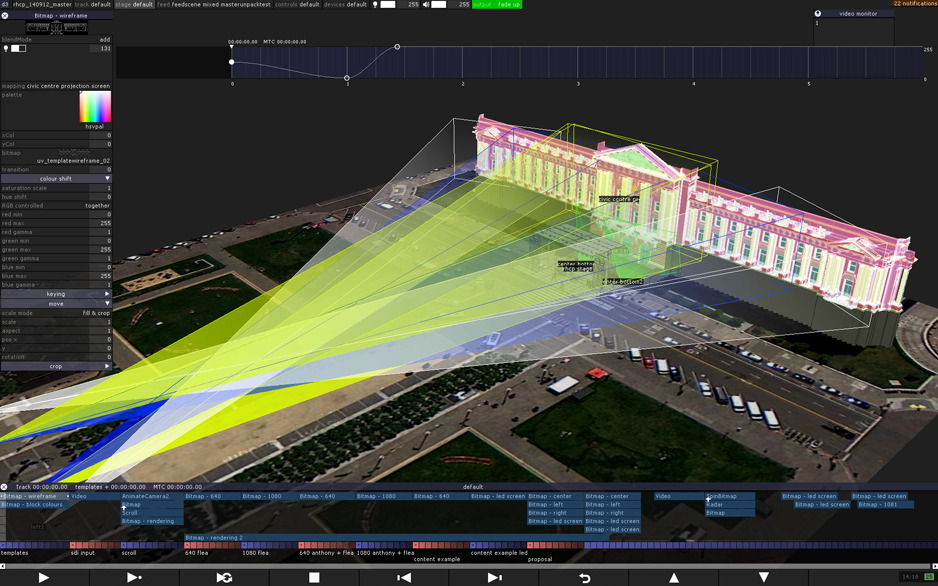 d3 rhcp_140912_master track default stage default feed feedscene mixed masterunpacktest controls default devices default 255 255 output fade up 22 notifications
Bitmap - wireframe
video monitor
1
blendMode add
131
00:00:00.00 MTC 00:00:00.00
255
0
0 1 2 3 4 5
mapping civic centre projection screen
palette
hsvpal
xCol 0
yCol 0
bitmap
uv_templatewireframe_02
transition 0
colour shift
saturation scale 1
hue shift 0
RGB controlled together
red min 0
red max 255
red gamma 1
green min 0
green max 255
green gamma 1
blue min 0
blue max 255
blue gamma 1
keying
move
scale mode fill & crop
scale 1
aspect 1
pos x 0
y 0
rotation 0
crop
civic centre pr
center botto
rhcp stage
Track 00:00:00.00 templates + 00:00:00.00 MTC 00:00:00.00 default
Bitmap - wireframe Video AnimateCamera2 Bitmap - 640 Bitmap - 1000 Bitmap - 640 Bitmap - 1080 Bitmap - 640 Bitmap - led screen Bitmap - center Bitmap - center Video SpinBitmap Bitmap - led screen Bitmap - led screen
Bitmap - block colours Bitmap Bitmap - left Bitmap - left Radar Bitmap - led screen Bitmap - 1081
Scroll Bitmap - right Bitmap - right Bitmap
Bitmap - rendering Bitmap - led screen Bitmap - led screen
left1 Bitmap - led screen
Bitmap - rendering 2
templates sdi input scroll 640 flea 1080 flea 640 anthony + flea 1080 anthony + flea content example led
content example proposal
14:18 25